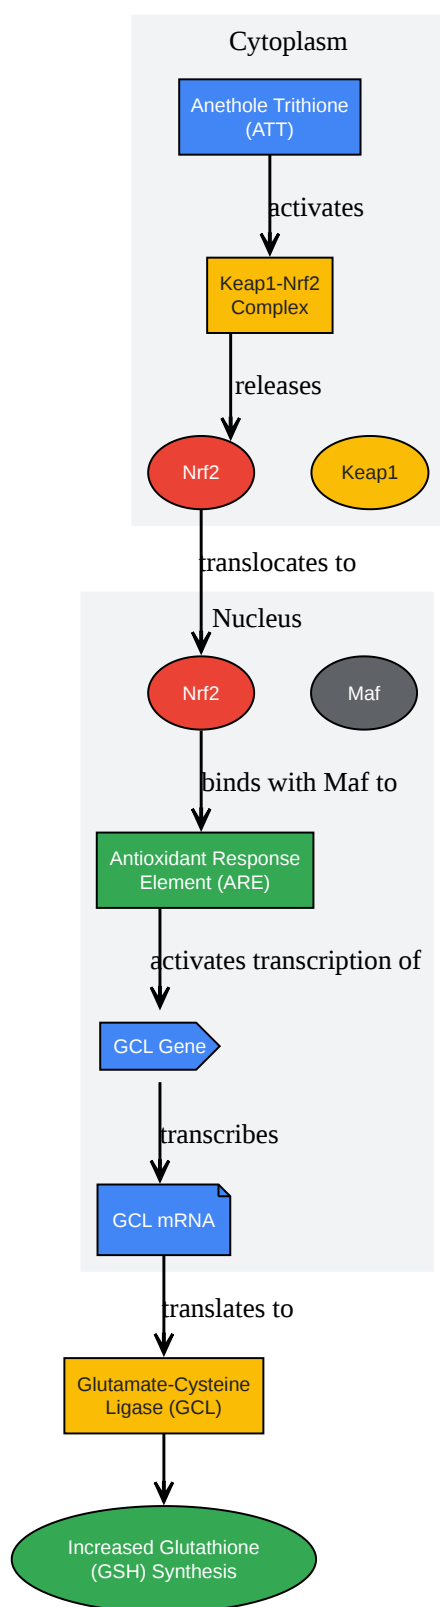 Cytoplasm
Anethole Trithione
(ATT)
activates
Keap1-Nrf2
Complex
releases
Nrf2
Keap1
translocates to
Nucleus
Nrf2
Maf
binds with Maf to
Antioxidant Response
Element (ARE)
activates transcription of
GCL Gene
transcribes
GCL mRNA
translates to
Glutamate-Cysteine
Ligase (GCL)
Increased Glutathione
(GSH) Synthesis